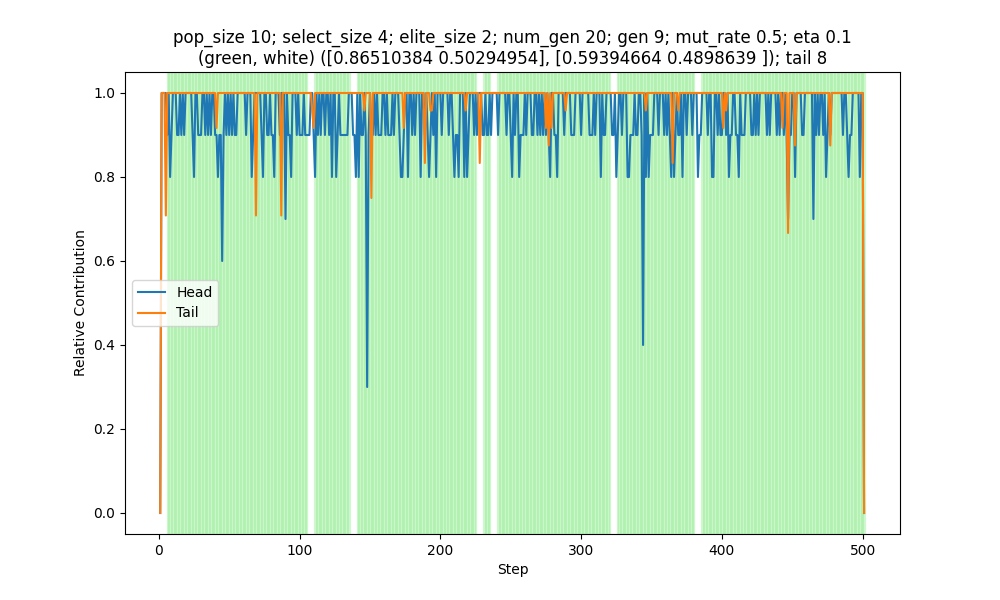 pop_size 10; select_size 4; elite_size 2; num_gen 20; gen 9; mut_rate 0.5; eta 0.1
(green, white) ([0.86510384 0.50294954], [0.59394664 0.4898639 ]); tail 8
1.0
0.8
0.6
0.4
0.2
0.0
Relative Contribution
Head
Tail
0
100
200
300
400
500
Step